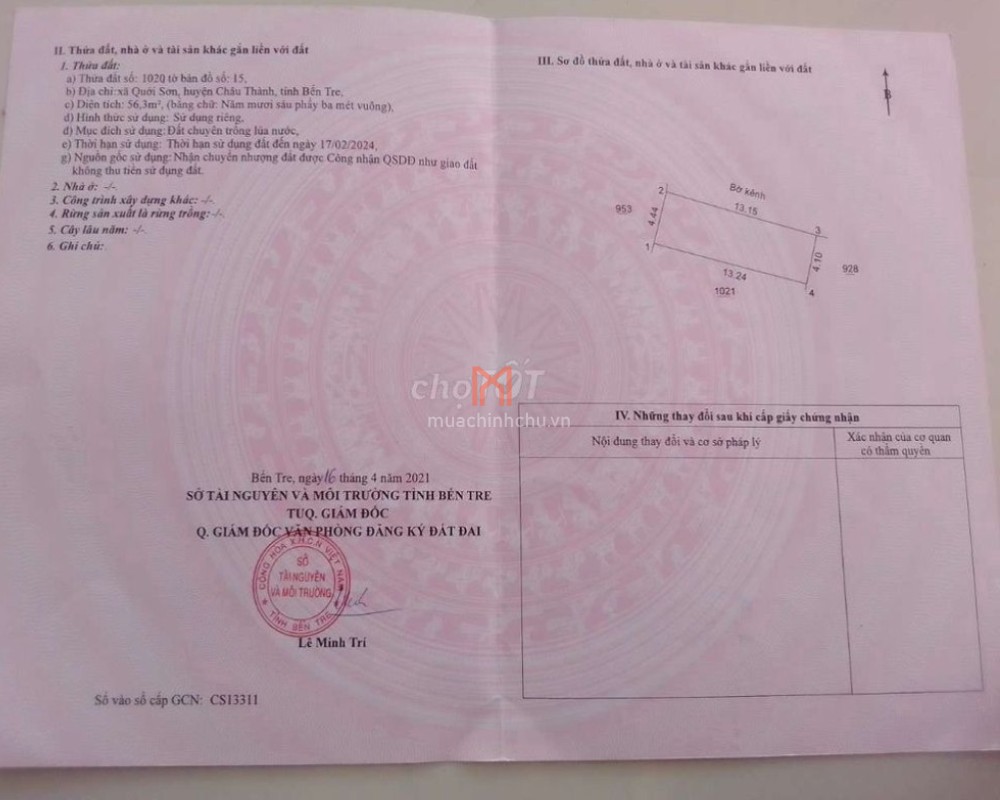 II. Thửa đất, nhà ở và tài sản khác gắn liền với đất
1. Thửa đất:
a) Thửa đất số: 1020 tờ bản đồ số: 15,
b) Địa chỉ: xã Quới Sơn, huyện Châu Thành, tỉnh Bến Tre,
c) Diện tích: 56,3m², (bằng chữ: Năm mươi sáu phẩy ba mét vuông),
d) Hình thức sử dụng: Sử dụng riêng,
đ) Mục đích sử dụng: Đất chuyên trồng lúa nước,
e) Thời hạn sử dụng: Thời hạn sử dụng đất đến ngày 17/02/2024,
g) Nguồn gốc sử dụng: Nhận chuyển nhượng đất được Công nhận QSDĐ như giao đất
không thu tiền sử dụng đất.
2. Nhà ở: -/-.
3. Công trình xây dựng khác: -/-.
4. Rừng sản xuất là rừng trồng: -/-.
5. Cây lâu năm: -/-.
6. Ghi chú:
Bến Tre, ngày 16 tháng 4 năm 2021
SỞ TÀI NGUYÊN VÀ MÔI TRƯỜNG TỈNH BẾN TRE
TUQ. GIÁM ĐỐC
Q. GIÁM ĐỐC VĂN PHÒNG ĐĂNG KÝ ĐẤT ĐAI
CỘNG HÒA X.H.C.N VIỆT NAM
SỞ
TÀI NGUYÊN
VÀ MÔI TRƯỜNG
TỈNH BẾN TRE
Lê Minh Trí
Số vào sổ cấp GCN: CS13311
III. Sơ đồ thửa đất, nhà ở và tài sản khác gắn liền với đất
B
2
Bờ kênh
13.15
953
4.44
3
1
4.10
928
13.24
1021
4
chợTỐT
muachinhchu.vn
IV. Những thay đổi sau khi cấp giấy chứng nhận
Nội dung thay đổi và cơ sở pháp lý
Xác nhận của cơ quan
có thẩm quyền